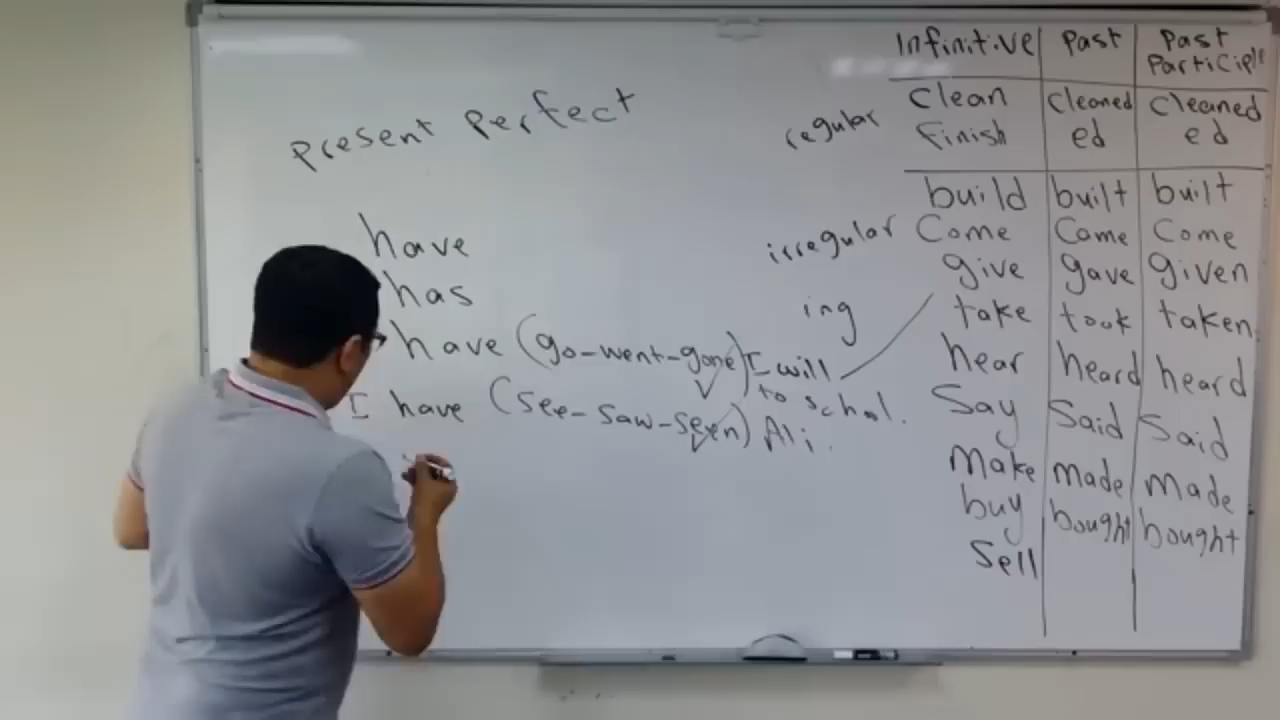 Present Perfect
have
has
have (go-went-gone) I will
to schol.
I have (see-saw-seen) Ali.
regular
irregular
ing
Infinitive Past Past Participle
Clean Cleaned Cleaned
Finish ed ed
build built built
Come Came Come
give gave given
take took taken
hear heard heard
Say Said Said
Make made made
buy bought bought
Sell